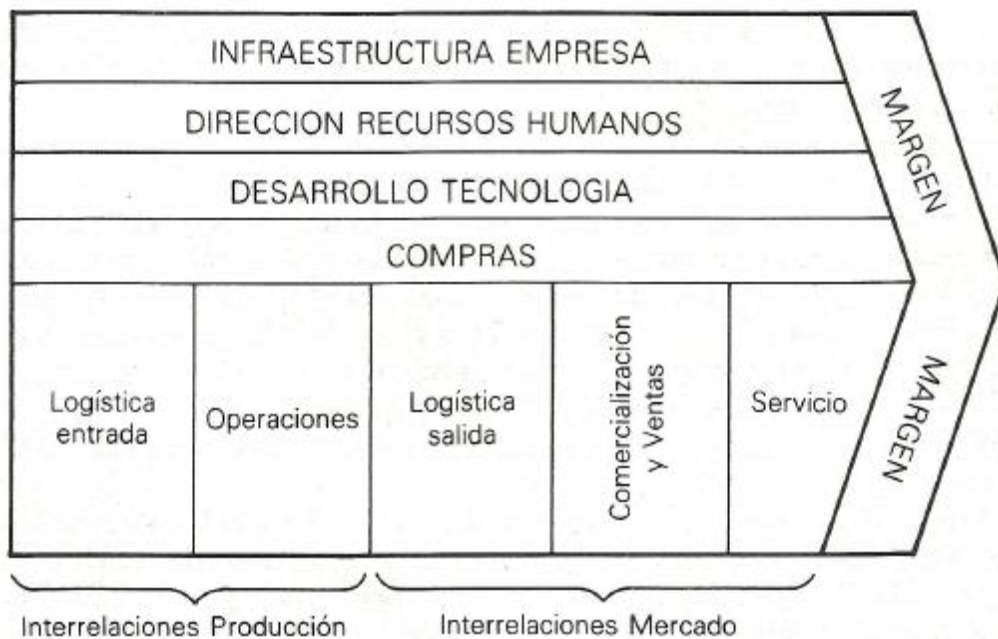 INFRAESTRUCTURA EMPRESA
DIRECCION RECURSOS HUMANOS
DESARROLLO TECNOLOGIA
COMPRAS
MARGEN
Logística
entrada
Operaciones
Logística
salida
Comercialización
y Ventas
Servicio
MARGEN
Interrelaciones Producción
Interrelaciones Mercado